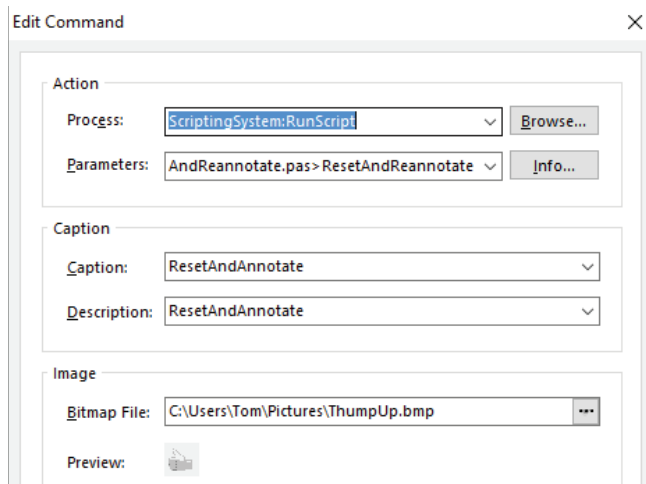 Edit Command
Action
Process: ScriptingSystem:RunScript Browse...
Parameters: AndReannotate.pas>ResetAndReannotate Info...
Caption
Caption: ResetAndAnnotate
Description: ResetAndAnnotate
Image
Bitmap File: C:\Users\Tom\Pictures\ThumpUp.bmp ...
Preview: